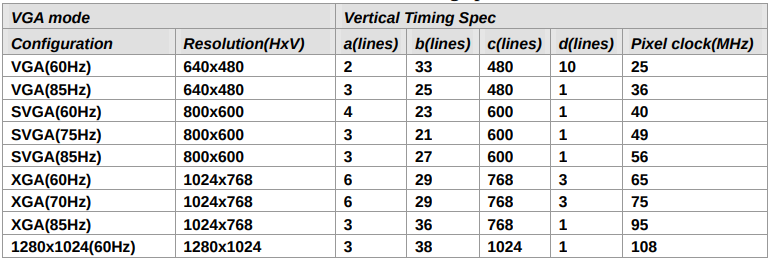 VGA mode Vertical Timing Spec
Configuration Resolution(HxV) a(lines) b(lines) c(lines) d(lines) Pixel clock(MHz)
VGA(60Hz) 640x480 2 33 480 10 25
VGA(85Hz) 640x480 3 25 480 1 36
SVGA(60Hz) 800x600 4 23 600 1 40
SVGA(75Hz) 800x600 3 21 600 1 49
SVGA(85Hz) 800x600 3 27 600 1 56
XGA(60Hz) 1024x768 6 29 768 3 65
XGA(70Hz) 1024x768 6 29 768 3 75
XGA(85Hz) 1024x768 3 36 768 1 95
1280x1024(60Hz) 1280x1024 3 38 1024 1 108